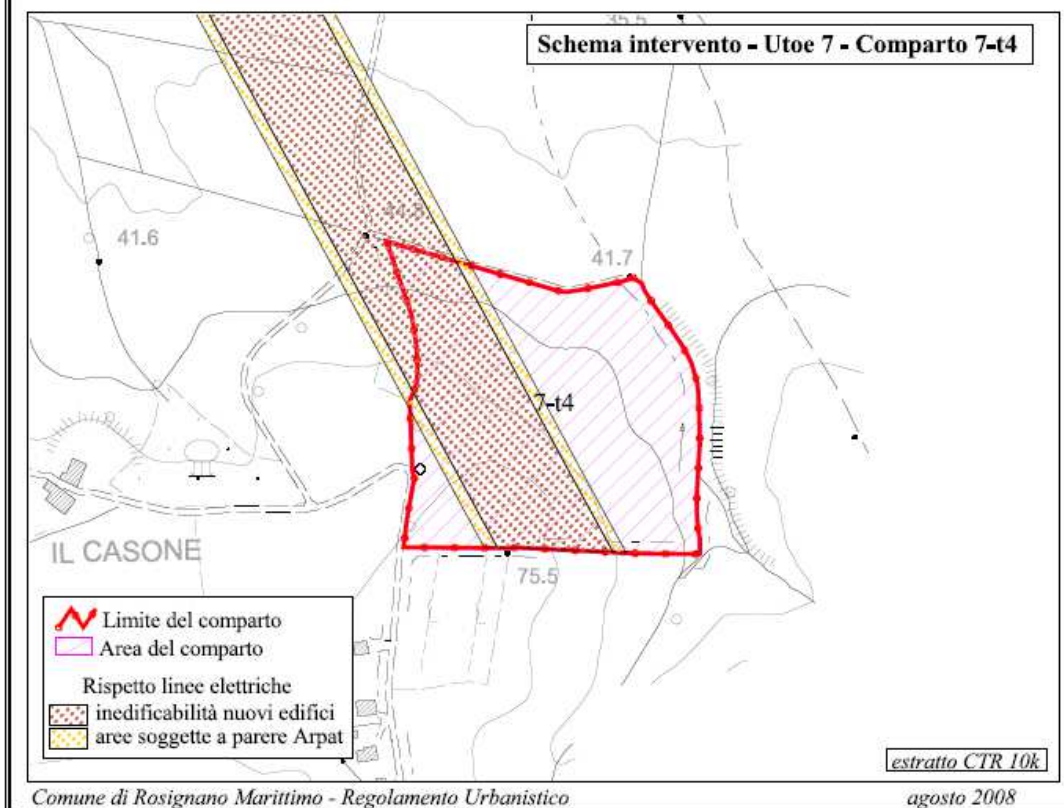 35.5
Schema intervento - Utoe 7 - Comparto 7-t4
41.6
41.7
7-t4
IL CASONE
75.5
Limite del comparto
Area del comparto
Rispetto linee elettriche
inedificabilità nuovi edifici
aree soggette a parere Arpat
estratto CTR 10k
Comune di Rosignano Marittimo - Regolamento Urbanistico
agosto 2008